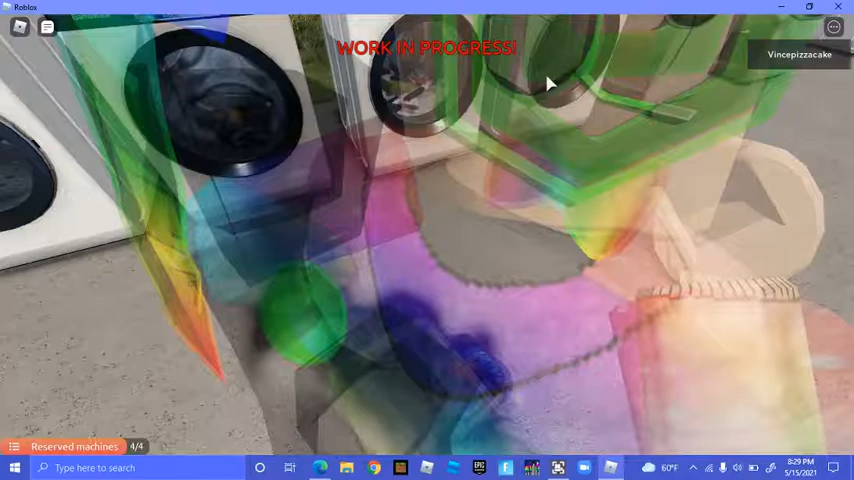 Roblox
WORK IN PROGRESS!
Vincepizzacake
Reserved machines 4/4
Type here to search
EPIC
60°F
8:29 PM
5/15/2021